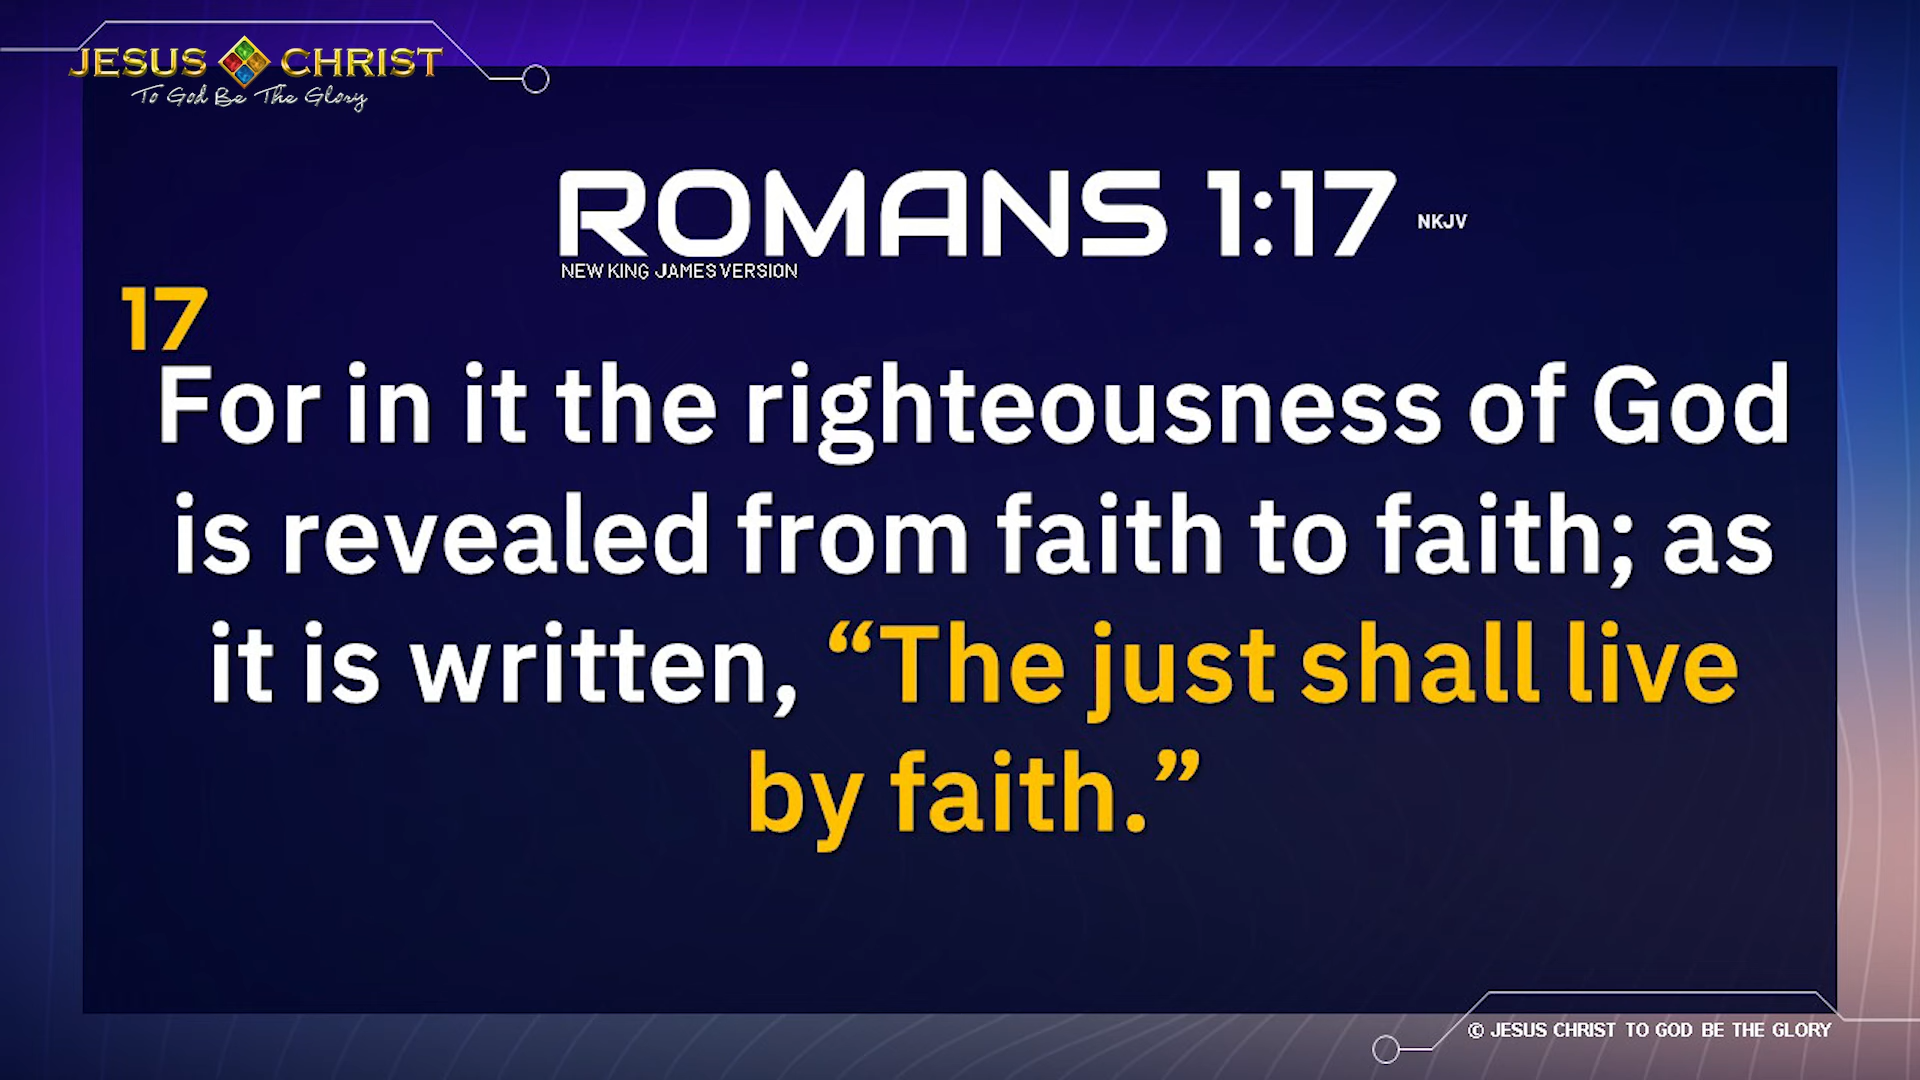 JESUS CHRIST
To God Be The Glory
ROMANS 1:17 NKJV
NEW KING JAMES VERSION
17
For in it the righteousness of God
is revealed from faith to faith; as
it is written, “The just shall live
by faith.”
© JESUS CHRIST TO GOD BE THE GLORY